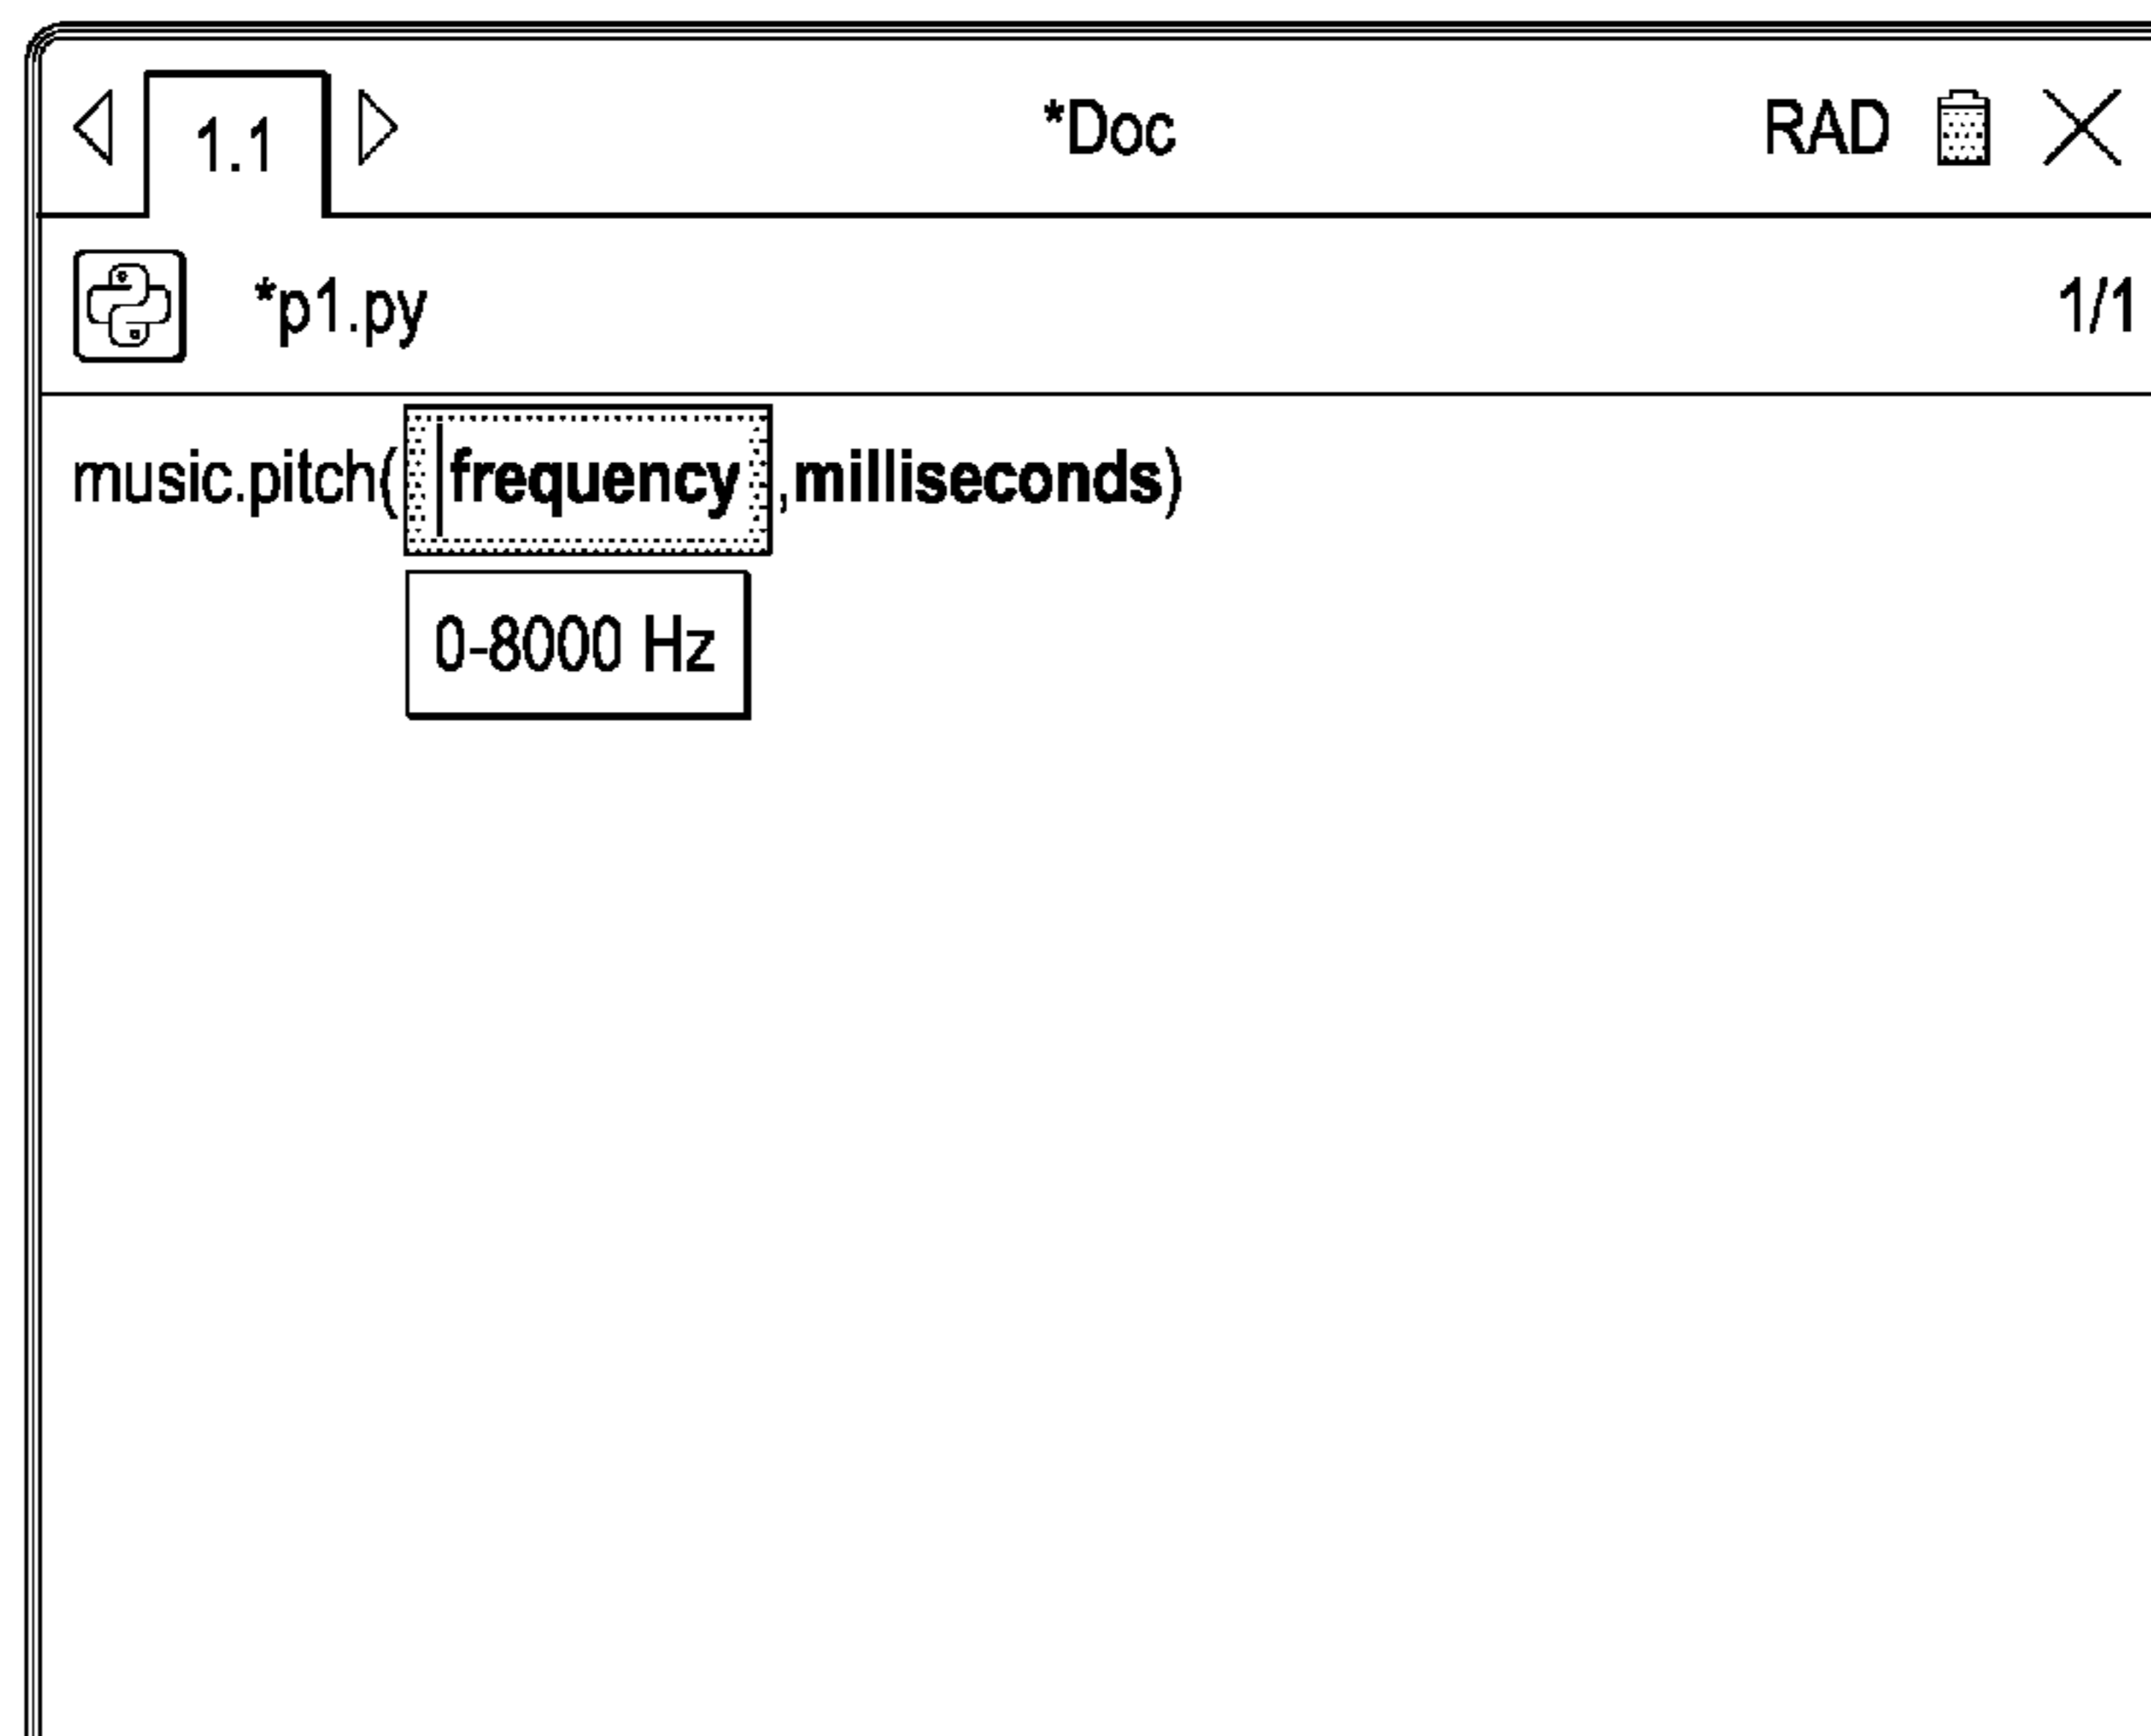 1.1 *Doc RAD
*p1.py 1/1
music.pitch(frequency,milliseconds)
0-8000 Hz